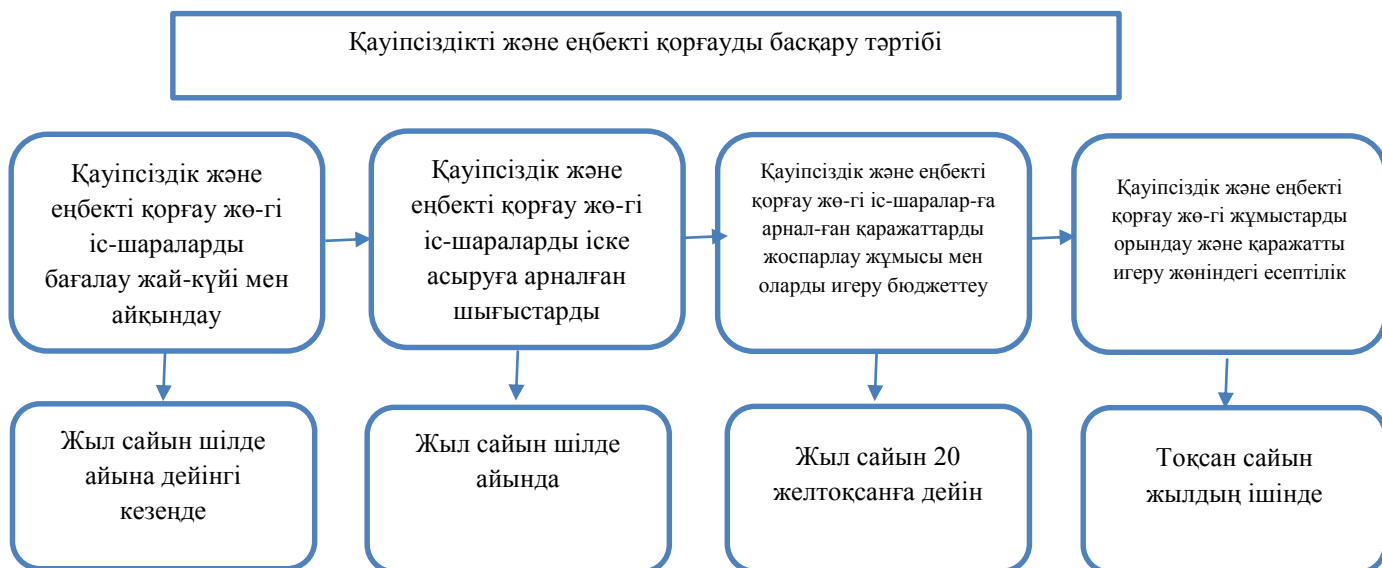 Қауіпсіздікті және еңбекті қорғауды басқару тәртібі
Қауіпсіздік және
еңбекті қорғау жө-гі
іс-шараларды
бағалау жай-күйі мен
айқындау
Қауіпсіздік және
еңбекті қорғау жө-гі
іс-шараларды іске
асыруға арналған
шығыстарды
Қауіпсіздік және еңбекті
қорғау жө-гі іс-шаралар-ға
арнал-ған қаражаттарды
жоспарлау жұмысы мен
оларды игеру бюджеттеу
Қауіпсіздік және еңбекті
қорғау жө-гі жұмыстарды
орындау және қаражатты
игеру жөніндегі есептілік
Жыл сайын шілде
айына дейінгі
кезеңде
Жыл сайын шілде
айында
Жыл сайын 20
желтоқсанға дейін
Тоқсан сайын
жылдың ішінде